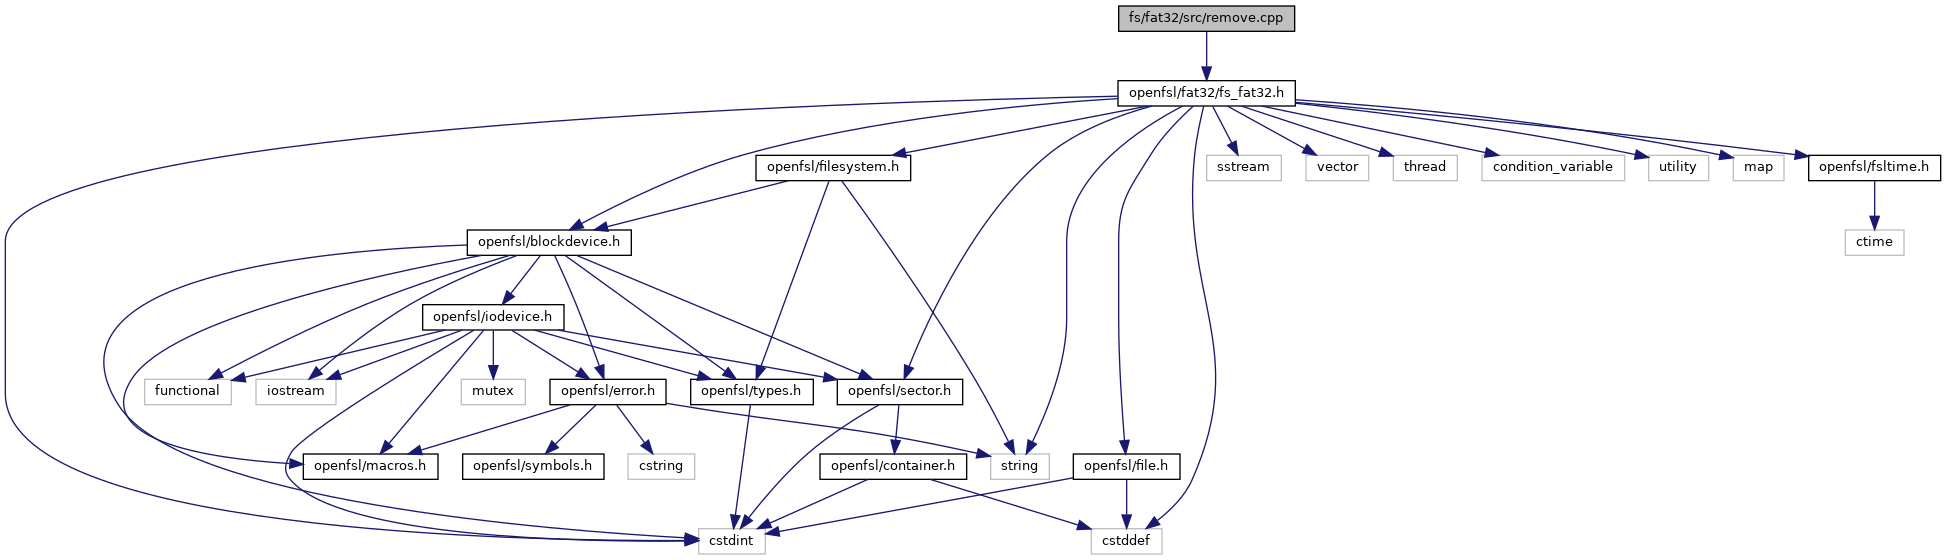 fs/fat32/src/remove.cpp
openfsl/fat32/fs_fat32.h
openfsl/filesystem.h
sstream
vector
thread
condition_variable
utility
map
openfsl/fsltime.h
openfsl/blockdevice.h
ctime
openfsl/iodevice.h
functional
iostream
mutex
openfsl/error.h
openfsl/types.h
openfsl/sector.h
openfsl/macros.h
openfsl/symbols.h
cstring
openfsl/container.h
string
openfsl/file.h
cstdint
cstddef